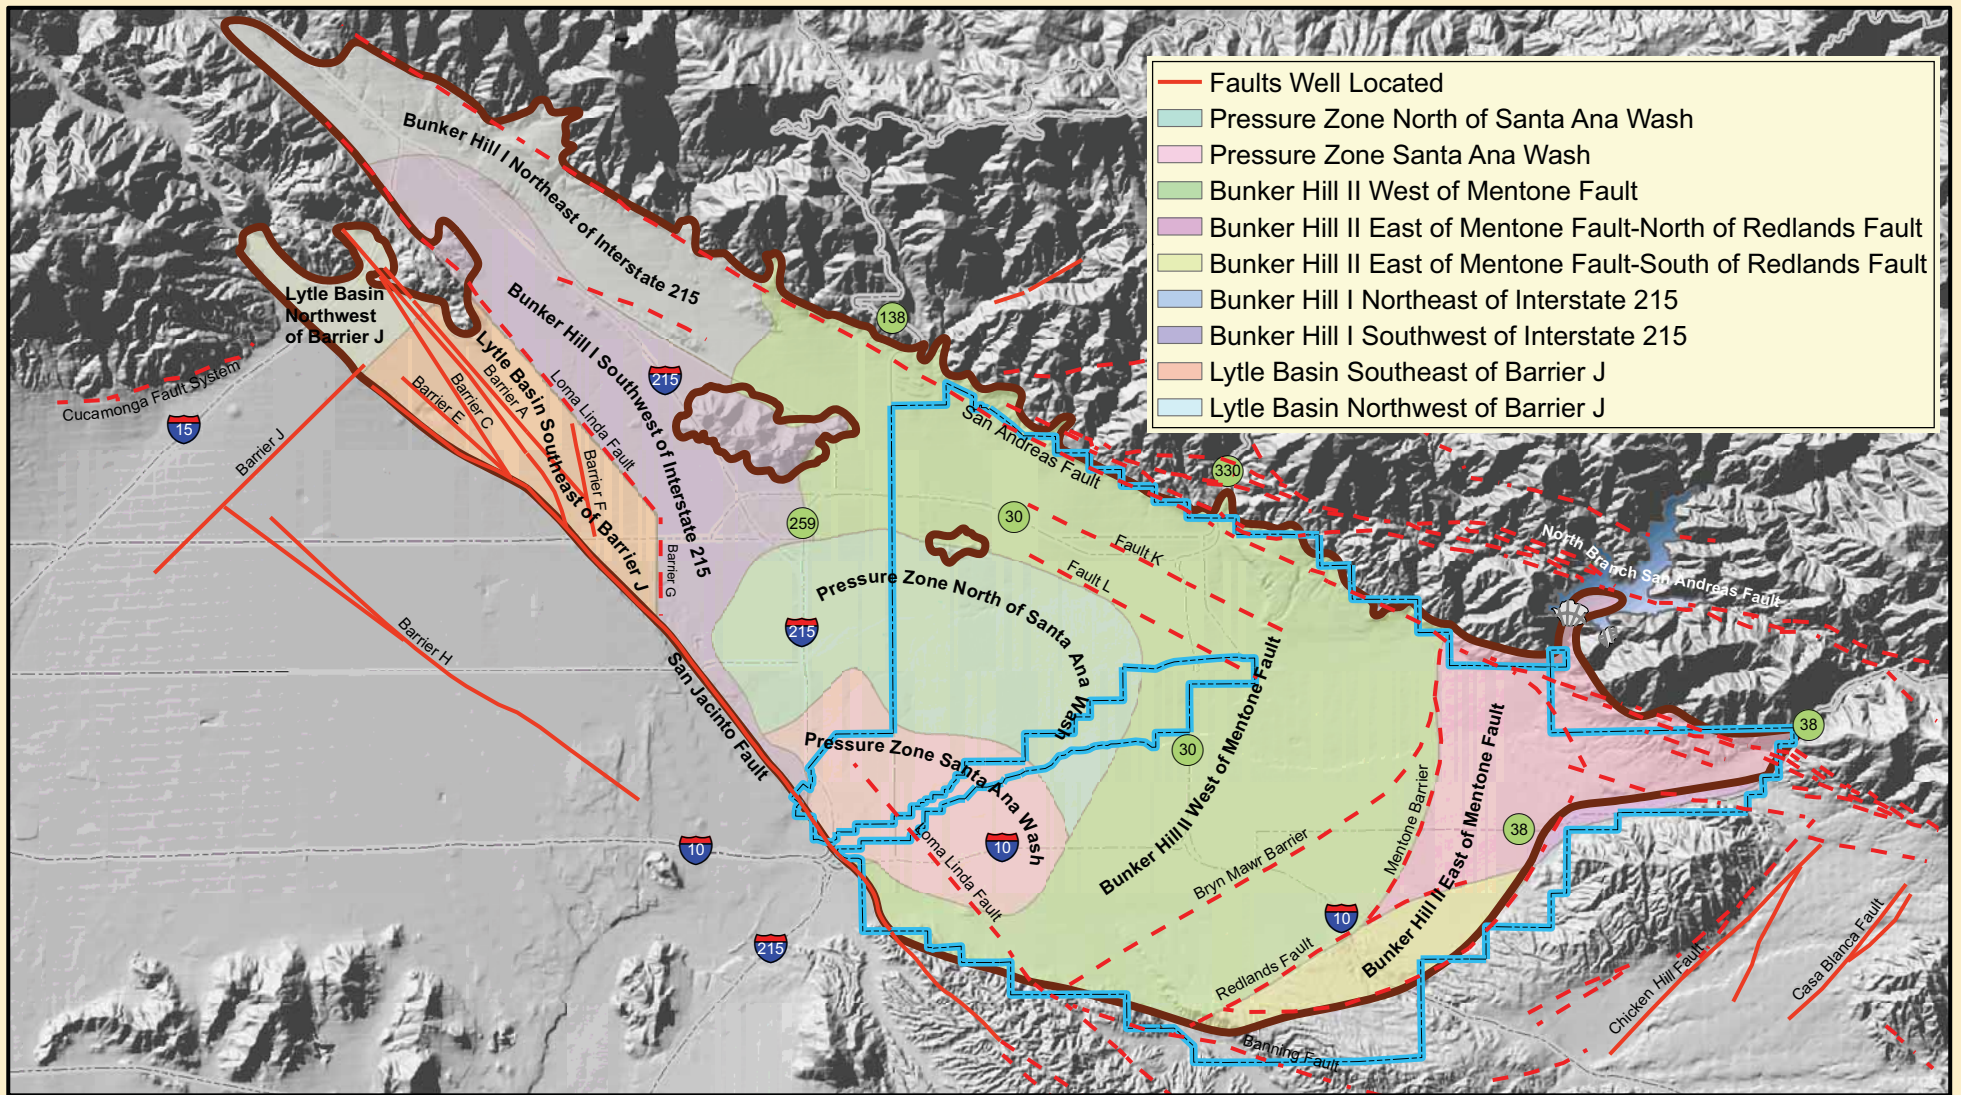 Faults Well Located
Pressure Zone North of Santa Ana Wash
Pressure Zone Santa Ana Wash
Bunker Hill II West of Mentone Fault
Bunker Hill II East of Mentone Fault-North of Redlands Fault
Bunker Hill II East of Mentone Fault-South of Redlands Fault
Bunker Hill I Northeast of Interstate 215
Bunker Hill I Southwest of Interstate 215
Lytle Basin Southeast of Barrier J
Lytle Basin Northwest of Barrier J
Bunker Hill I Northeast of Interstate 215
Lytle Basin
Northwest
of Barrier J
Bunker Hill I Southwest of Interstate 215
138
215
Cucamonga Fault System
15
Barrier J
Barrier E
Barrier C
Barrier A
Lytle Basin Southeast of Barrier J
Loma Linda Fault
Barrier F
Barrier G
San Andreas Fault
330
259
30
Fault K
Fault L
North Branch San Andreas Fault
Pressure Zone North of Santa Ana Wash
215
Barrier H
San Jacinto Fault
Pressure Zone Santa Ana Wash
30
Bunker Hill II West of Mentone Fault
38
Mentone Barrier
Bunker Hill II East of Mentone Fault
38
10
10
Loma Linda Fault
Bryn Mawr Barrier
10
215
Redlands Fault
Banning Fault
Chicken Hill Fault
Casa Blanca Fault